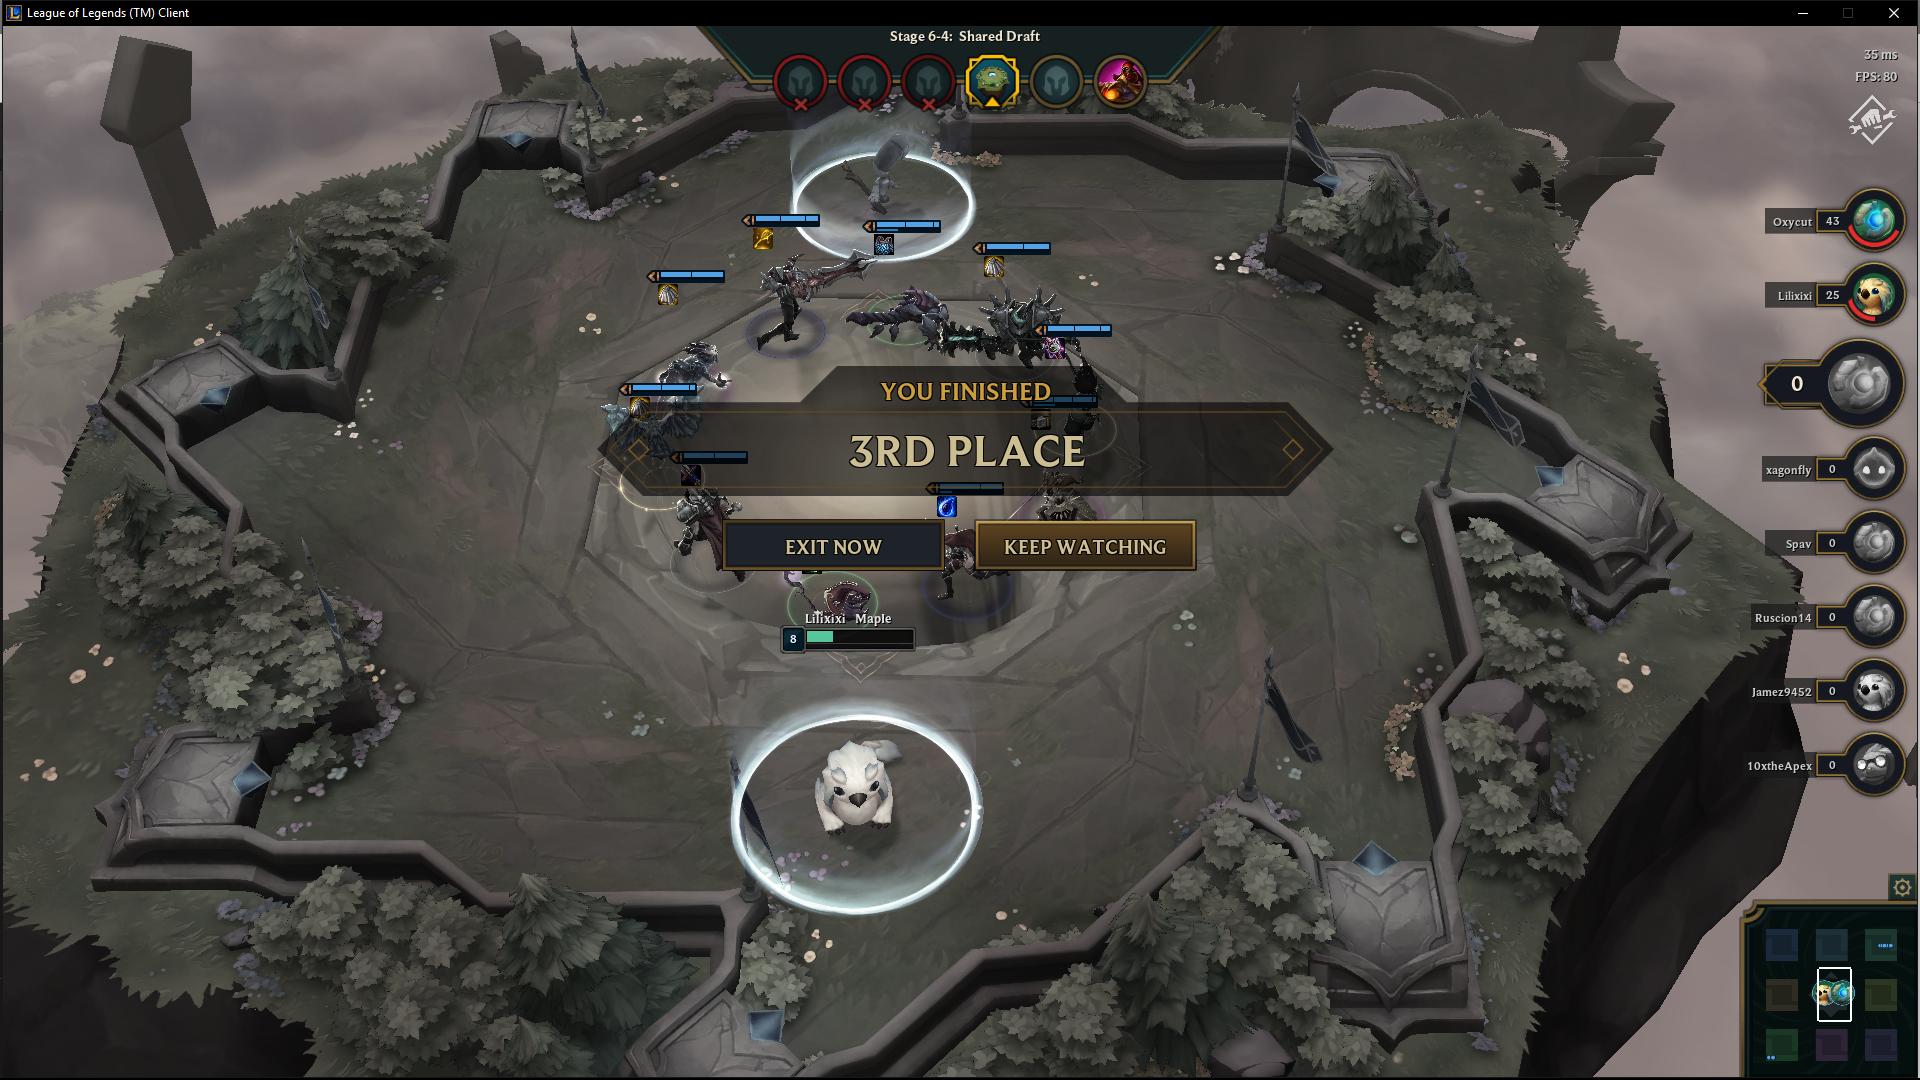 League of Legends (TM) Client
Stage 6-4: Shared Draft
35 ms
FPS: 80
Oxycut 43
Lilixixi 25
0
xagonfly 0
Spav 0
Ruscion14 0
Jamez9452 0
10xtheApex 0
YOU FINISHED
3RD PLACE
EXIT NOW
KEEP WATCHING
Lilixixi Maple
8